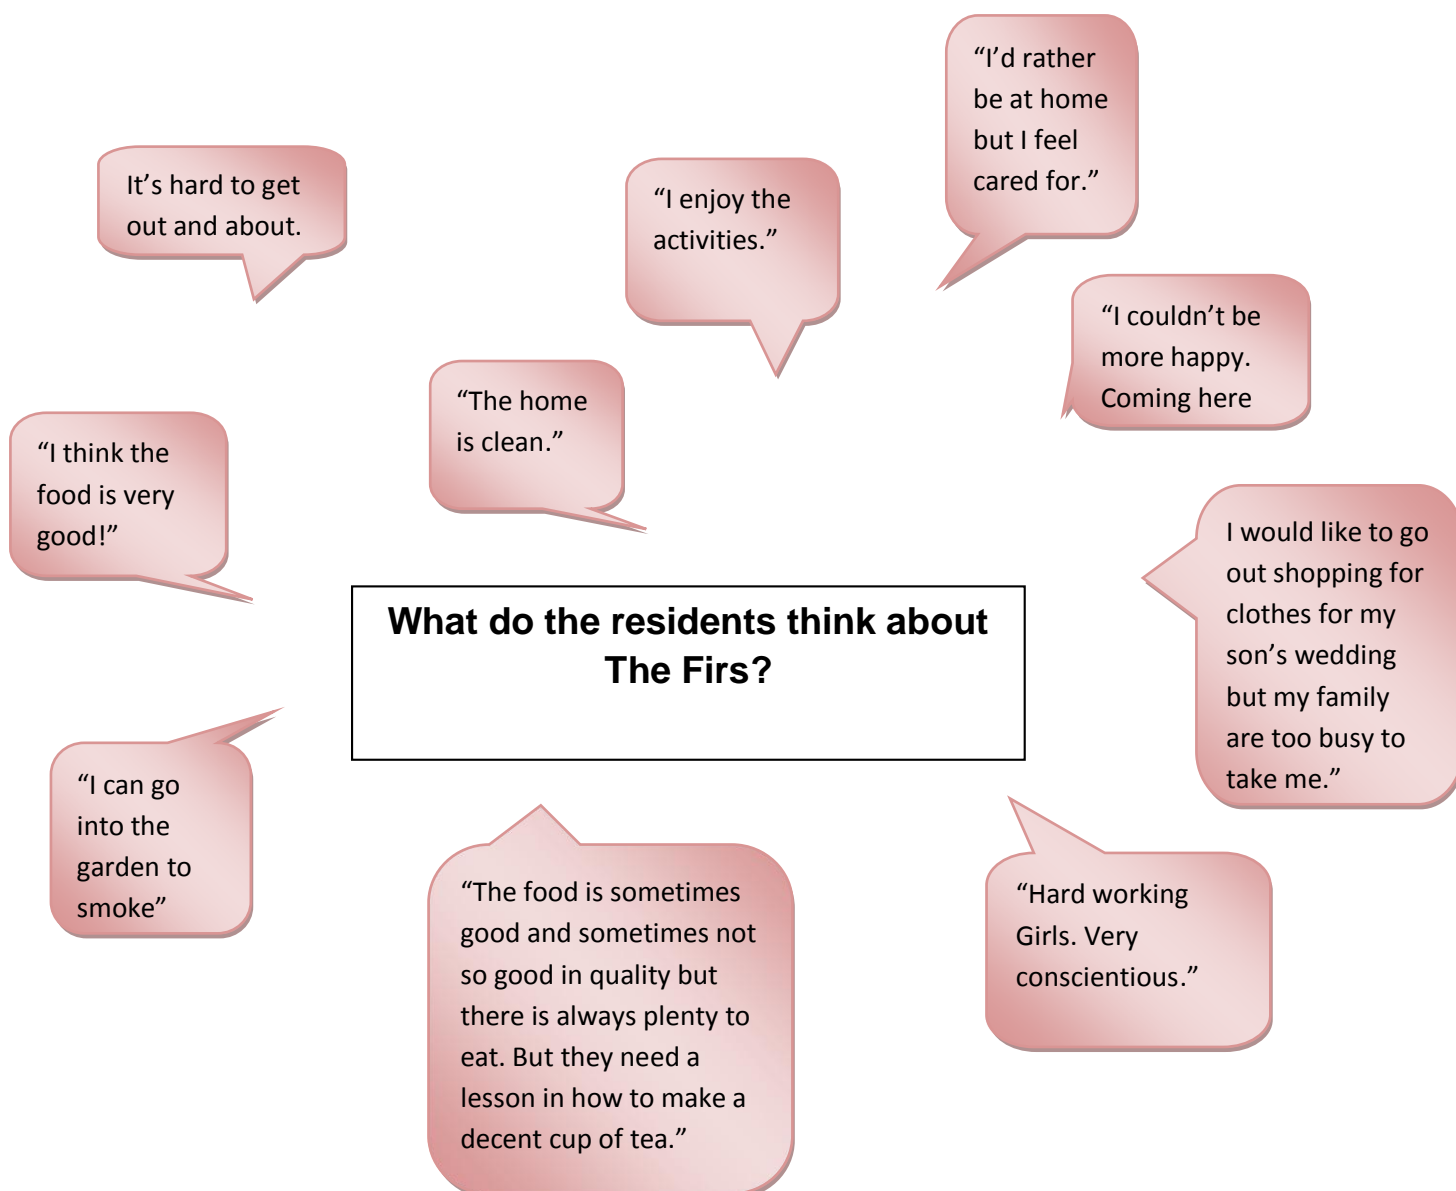 “I’d rather
be at home
but I feel
cared for.”
It’s hard to get
out and about.
“I enjoy the
activities.”
“I couldn’t be
more happy.
Coming here
“The home
is clean.”
“I think the
food is very
good!”
I would like to go
out shopping for
clothes for my
son’s wedding
but my family
are too busy to
take me.”
What do the residents think about
The Firs?
“I can go
into the
garden to
smoke”
“The food is sometimes
good and sometimes not
so good in quality but
there is always plenty to
eat. But they need a
lesson in how to make a
decent cup of tea.”
“Hard working
Girls. Very
conscientious.”